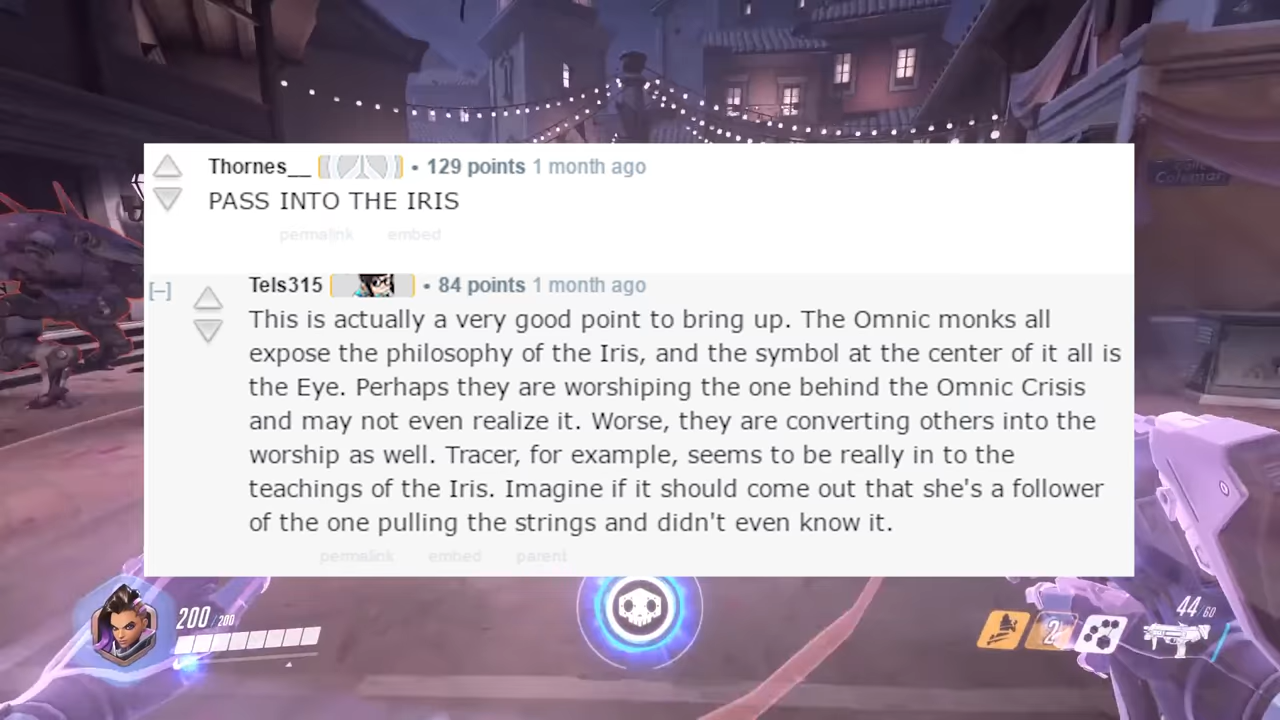 Thornes__ • 129 points 1 month ago
PASS INTO THE IRIS
permalink embed
[–] Tels315 • 84 points 1 month ago
This is actually a very good point to bring up. The Omnic monks all
expose the philosophy of the Iris, and the symbol at the center of it all is
the Eye. Perhaps they are worshiping the one behind the Omnic Crisis
and may not even realize it. Worse, they are converting others into the
worship as well. Tracer, for example, seems to be really in to the
teachings of the Iris. Imagine if it should come out that she's a follower
of the one pulling the strings and didn't even know it.
permalink embed parent
200 / 200
2
44 / 60